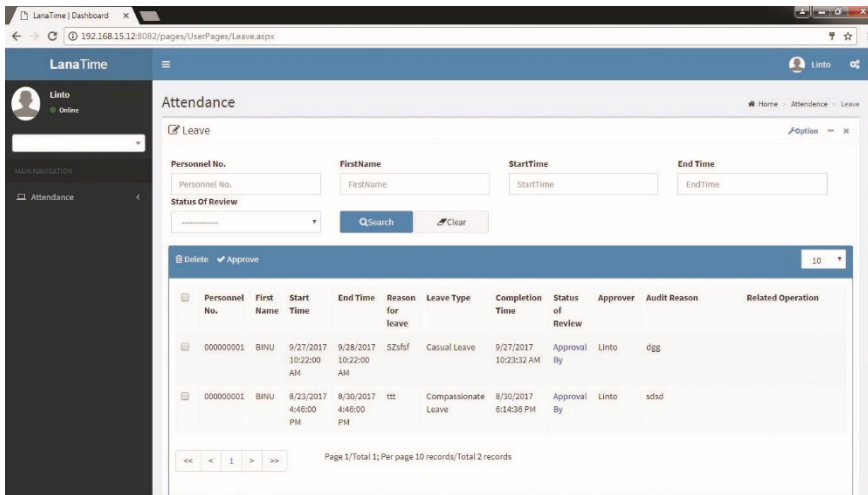 LanaTime | Dashboard
192.168.15.12:8082/pages/UserPages/Leave.aspx
LanaTime
Linto
Linto
Online
MAIN NAVIGATION
Attendance
Attendance
Home > Attendence > Leave
Leave
Option
Personnel No. FirstName StartTime End Time
Personnel No. FirstName StartTime EndTime
Status Of Review
------------- Search Clear
Delete Approve 10
Personnel No. First Name Start Time End Time Reason for leave Leave Type Completion Time Status of Review Approver Audit Reason Related Operation
000000001 BINU 9/27/2017 10:22:00 AM 9/28/2017 10:22:00 AM SZsfsf Casual Leave 9/27/2017 10:23:32 AM Approval By Linto dgg
000000001 BINU 8/23/2017 4:46:00 PM 8/30/2017 4:46:00 PM ttt Compassionate Leave 8/30/2017 6:14:36 PM Approval By Linto sdsd
<< < 1 > >> Page 1/Total 1; Per page 10 records/Total 2 records